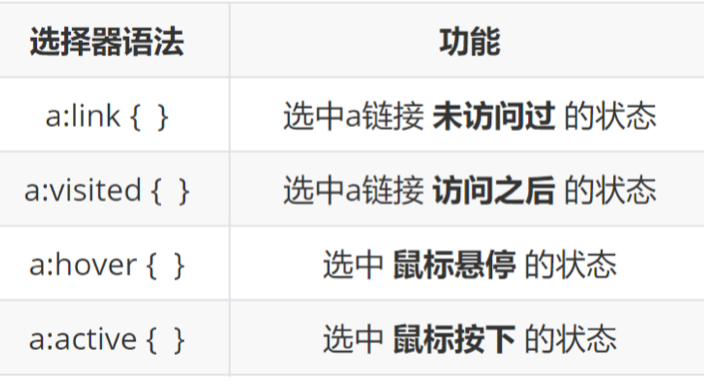 选择器语法 功能
a:link { } 选中a链接 未访问过 的状态
a:visited { } 选中a链接 访问之后 的状态
a:hover { } 选中 鼠标悬停 的状态
a:active { } 选中 鼠标按下 的状态